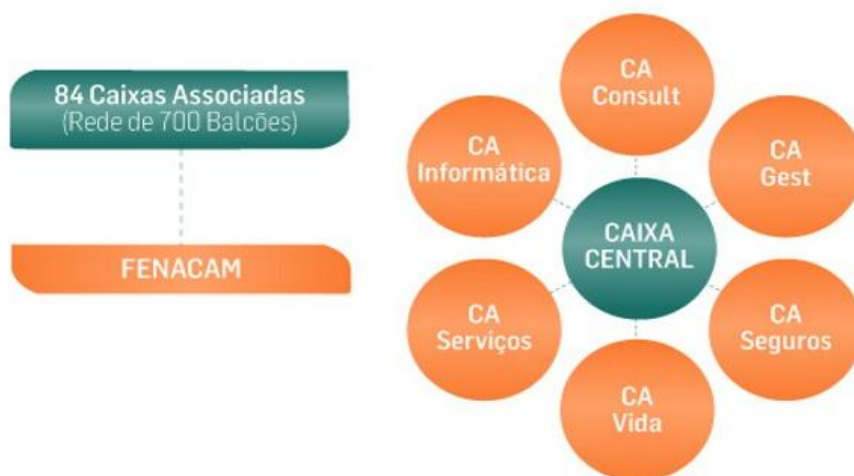 84 Caixas Associadas
(Rede de 700 Balcões)
FENACAM
CA
Consult
CA
Informática
CA
Gest
CAIXA
CENTRAL
CA
Serviços
CA
Seguros
CA
Vida